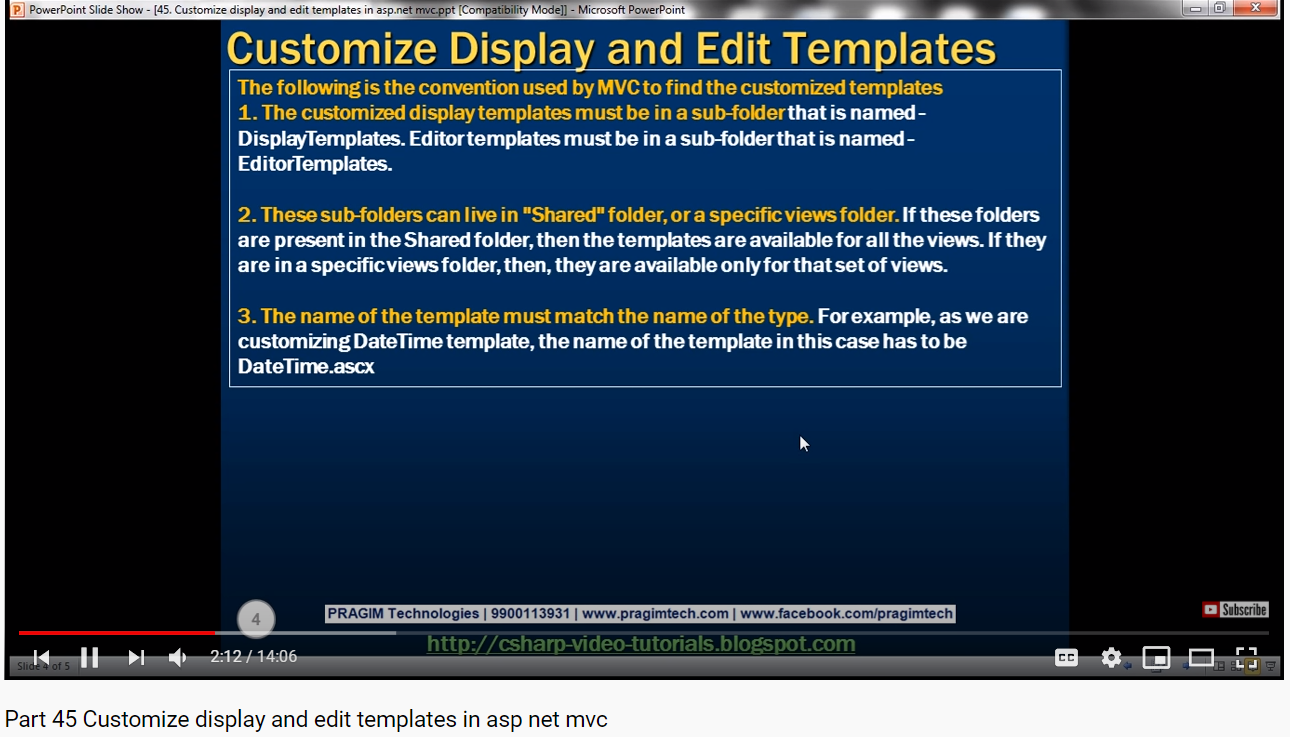 PowerPoint Slide Show - [45. Customize display and edit templates in asp.net mvc.ppt [Compatibility Mode]] - Microsoft PowerPoint
Customize Display and Edit Templates
The following is the convention used by MVC to find the customized templates
1. The customized display templates must be in a sub-folder that is named -
DisplayTemplates. Editor templates must be in a sub-folder that is named -
EditorTemplates.
2. These sub-folders can live in "Shared" folder, or a specific views folder. If these folders
are present in the Shared folder, then the templates are available for all the views. If they
are in a specific views folder, then, they are available only for that set of views.
3. The name of the template must match the name of the type. For example, as we are
customizing DateTime template, the name of the template in this case has to be
DateTime.ascx
4
PRAGIM Technologies | 9900113931 | www.pragimtech.com | www.facebook.com/pragimtech
Subscribe
http://csharp-video-tutorials.blogspot.com
2:12 / 14:06
CC
Slide 4 of 5
Part 45 Customize display and edit templates in asp net mvc